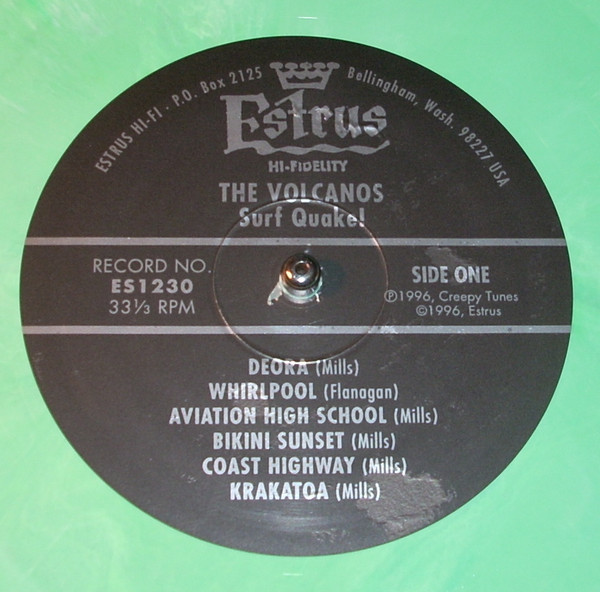 ESTRUS HI-FI · P.O. Box 2125 Bellingham, Wash. 98227 USA
Estrus
HI-FIDELITY
THE VOLCANOS
Surf Quake!
RECORD NO.
ES1230
33⅓ RPM
SIDE ONE
℗1996, Creepy Tunes
©1996, Estrus
DEORA (Mills)
WHIRLPOOL (Flanagan)
AVIATION HIGH SCHOOL (Mills)
BIKINI SUNSET (Mills)
COAST HIGHWAY (Mills)
KRAKATOA (Mills)